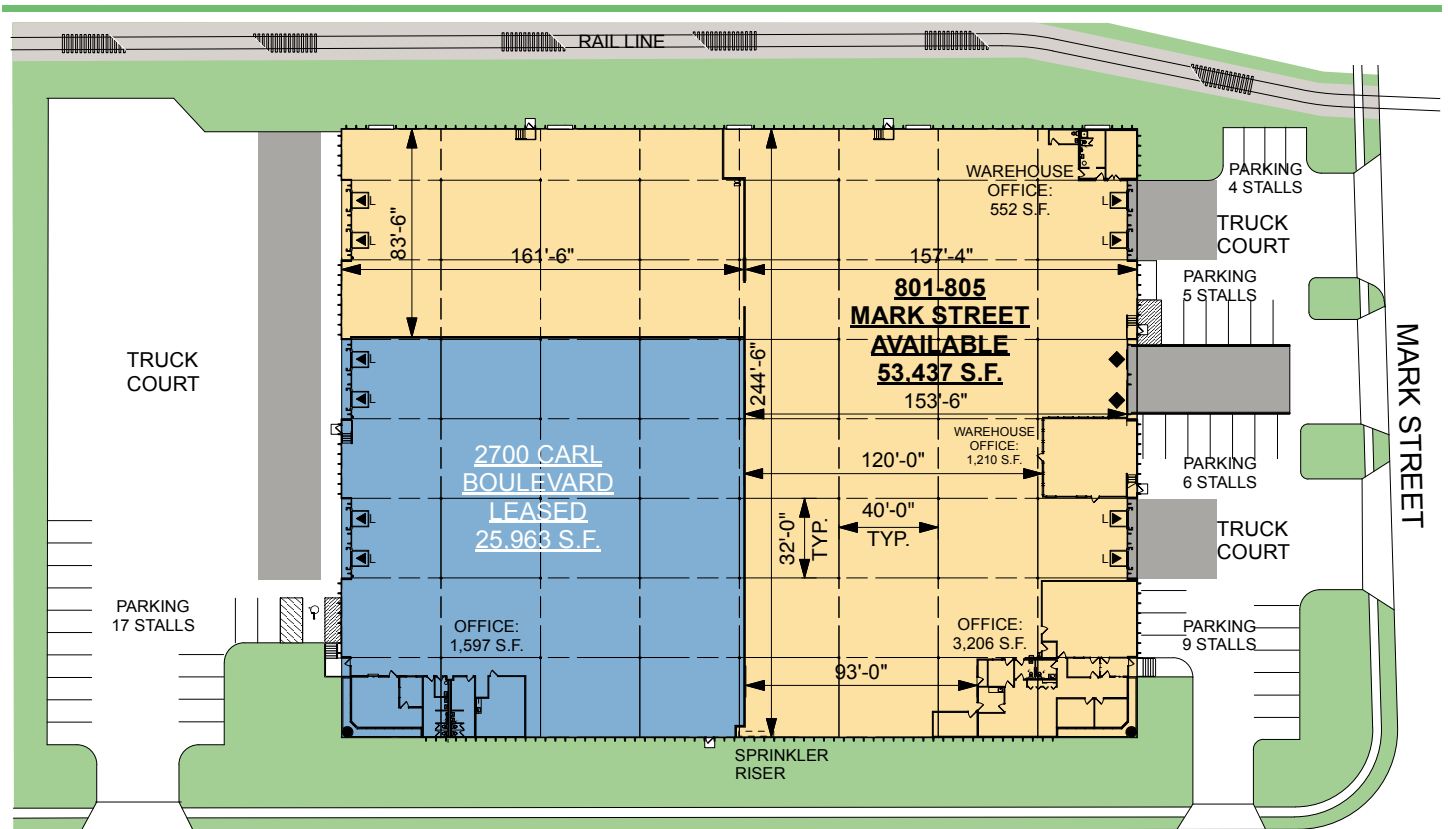 RAIL LINE
WAREHOUSE
OFFICE:
552 S.F.
PARKING
4 STALLS
TRUCK
COURT
L
L
L
L
83'-6"
161'-6"
157'-4"
PARKING
5 STALLS
801-805
MARK STREET
AVAILABLE
53,437 S.F.
244'-6"
153'-6"
TRUCK
COURT
L
L
MARK STREET
2700 CARL
BOULEVARD
LEASED
25,963 S.F.
WAREHOUSE
OFFICE:
1,210 S.F.
120'-0"
PARKING
6 STALLS
40'-0"
TYP.
32'-0"
TYP.
L
L
L
L
TRUCK
COURT
PARKING
17 STALLS
OFFICE:
1,597 S.F.
OFFICE:
3,206 S.F.
PARKING
9 STALLS
93'-0"
SPRINKLER
RISER